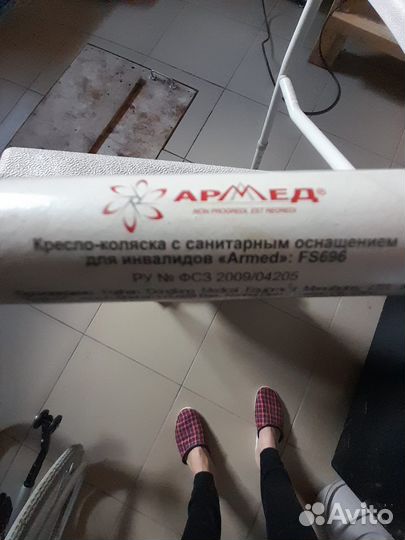 АРМЕД®
NON PROGREDI, EST REGREDI
Кресло-коляска с санитарным оснащением
для инвалидов «Armed»: FS696
РУ № ФСЗ 2009/04205
Medical
Avito